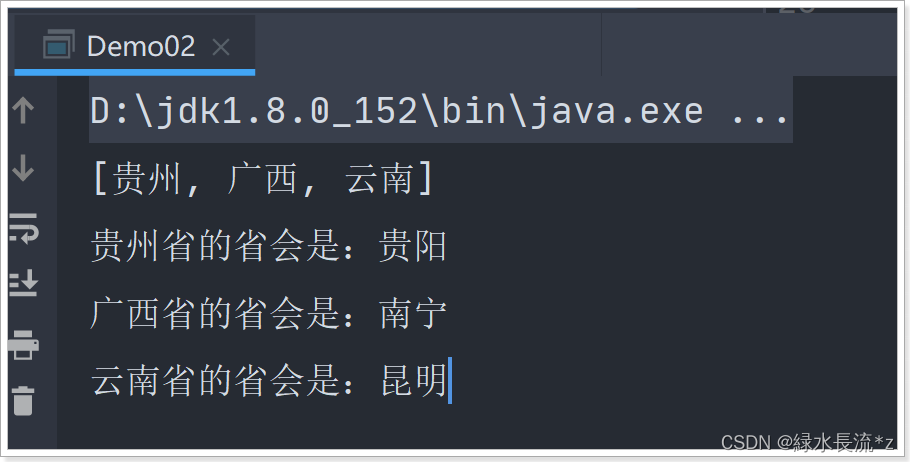 Demo02
D:\jdk1.8.0_152\bin\java.exe ...
[贵州, 广西, 云南]
贵州省的省会是：贵阳
广西省的省会是：南宁
云南省的省会是：昆明
CSDN @緑水長流*z